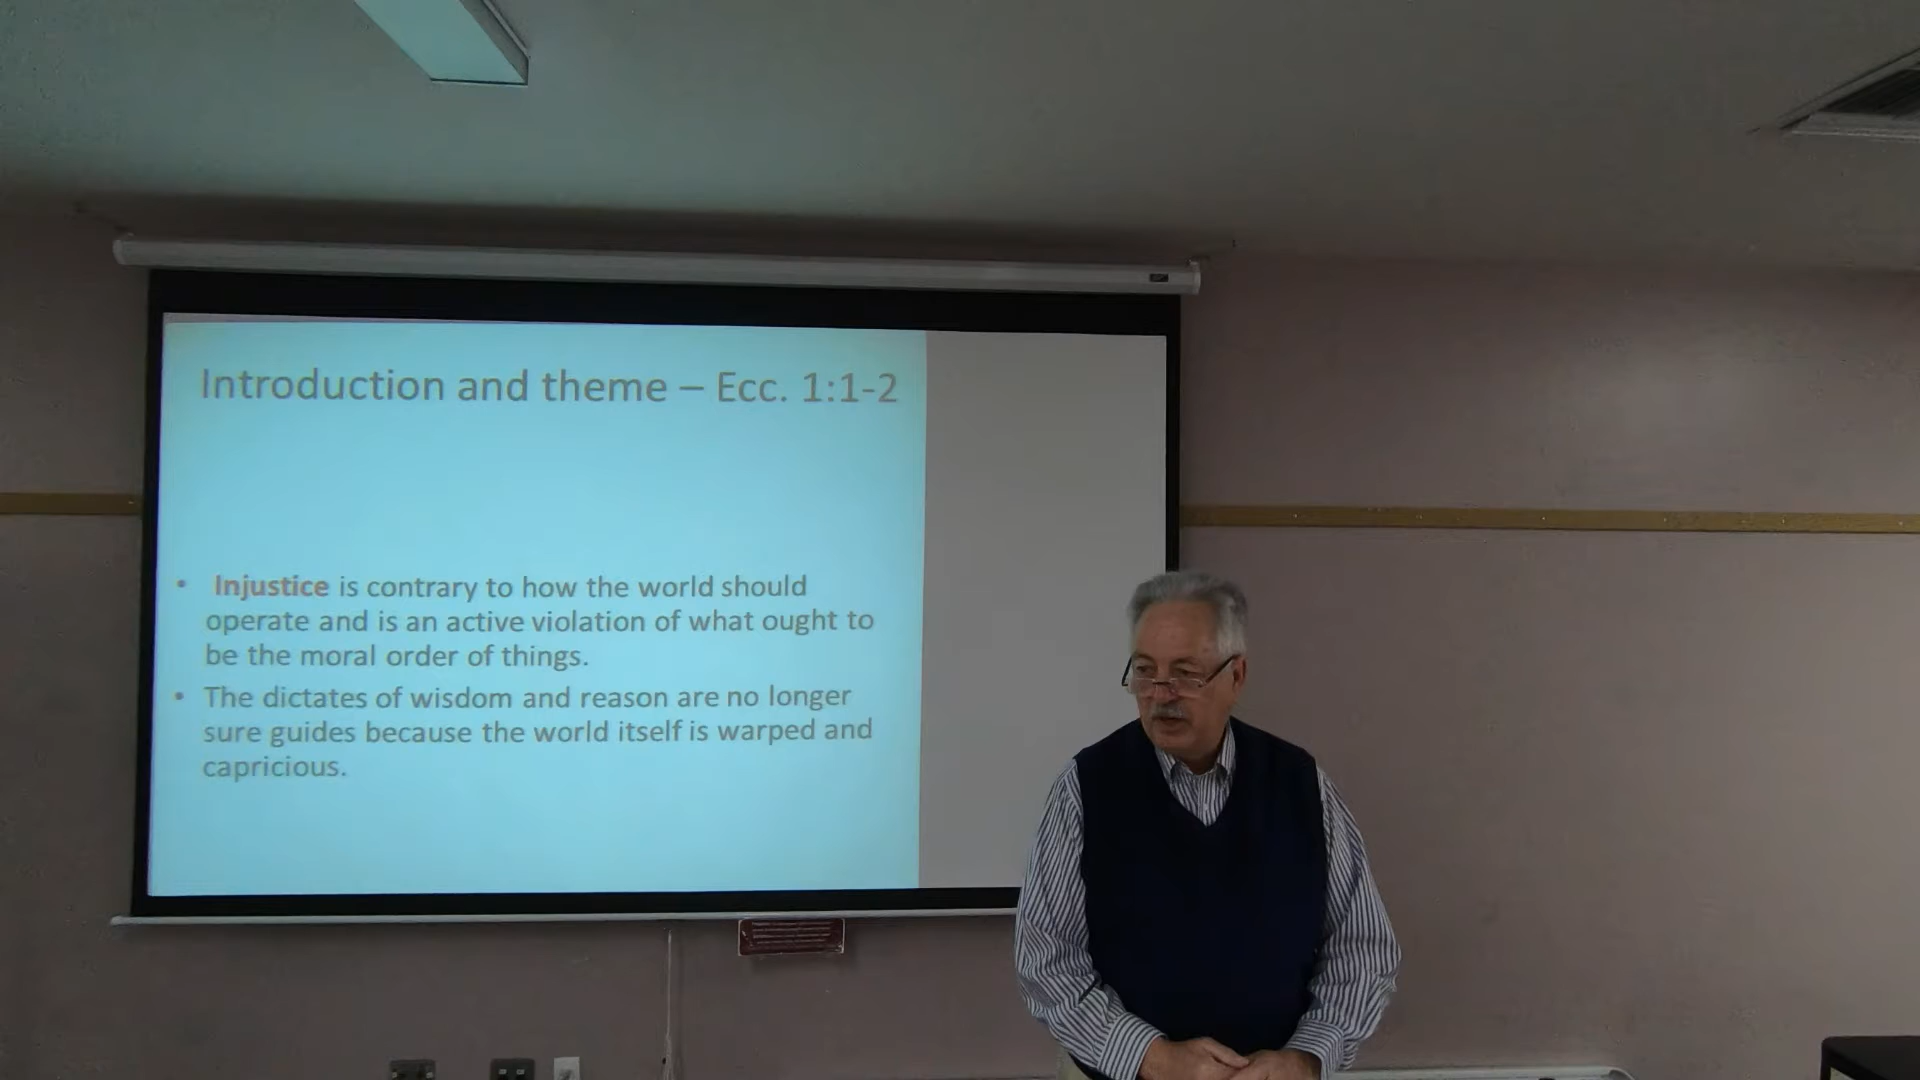 Introduction and theme – Ecc. 1:1-2
• Injustice is contrary to how the world should
operate and is an active violation of what ought to
be the moral order of things.
• The dictates of wisdom and reason are no longer
sure guides because the world itself is warped and
capricious.